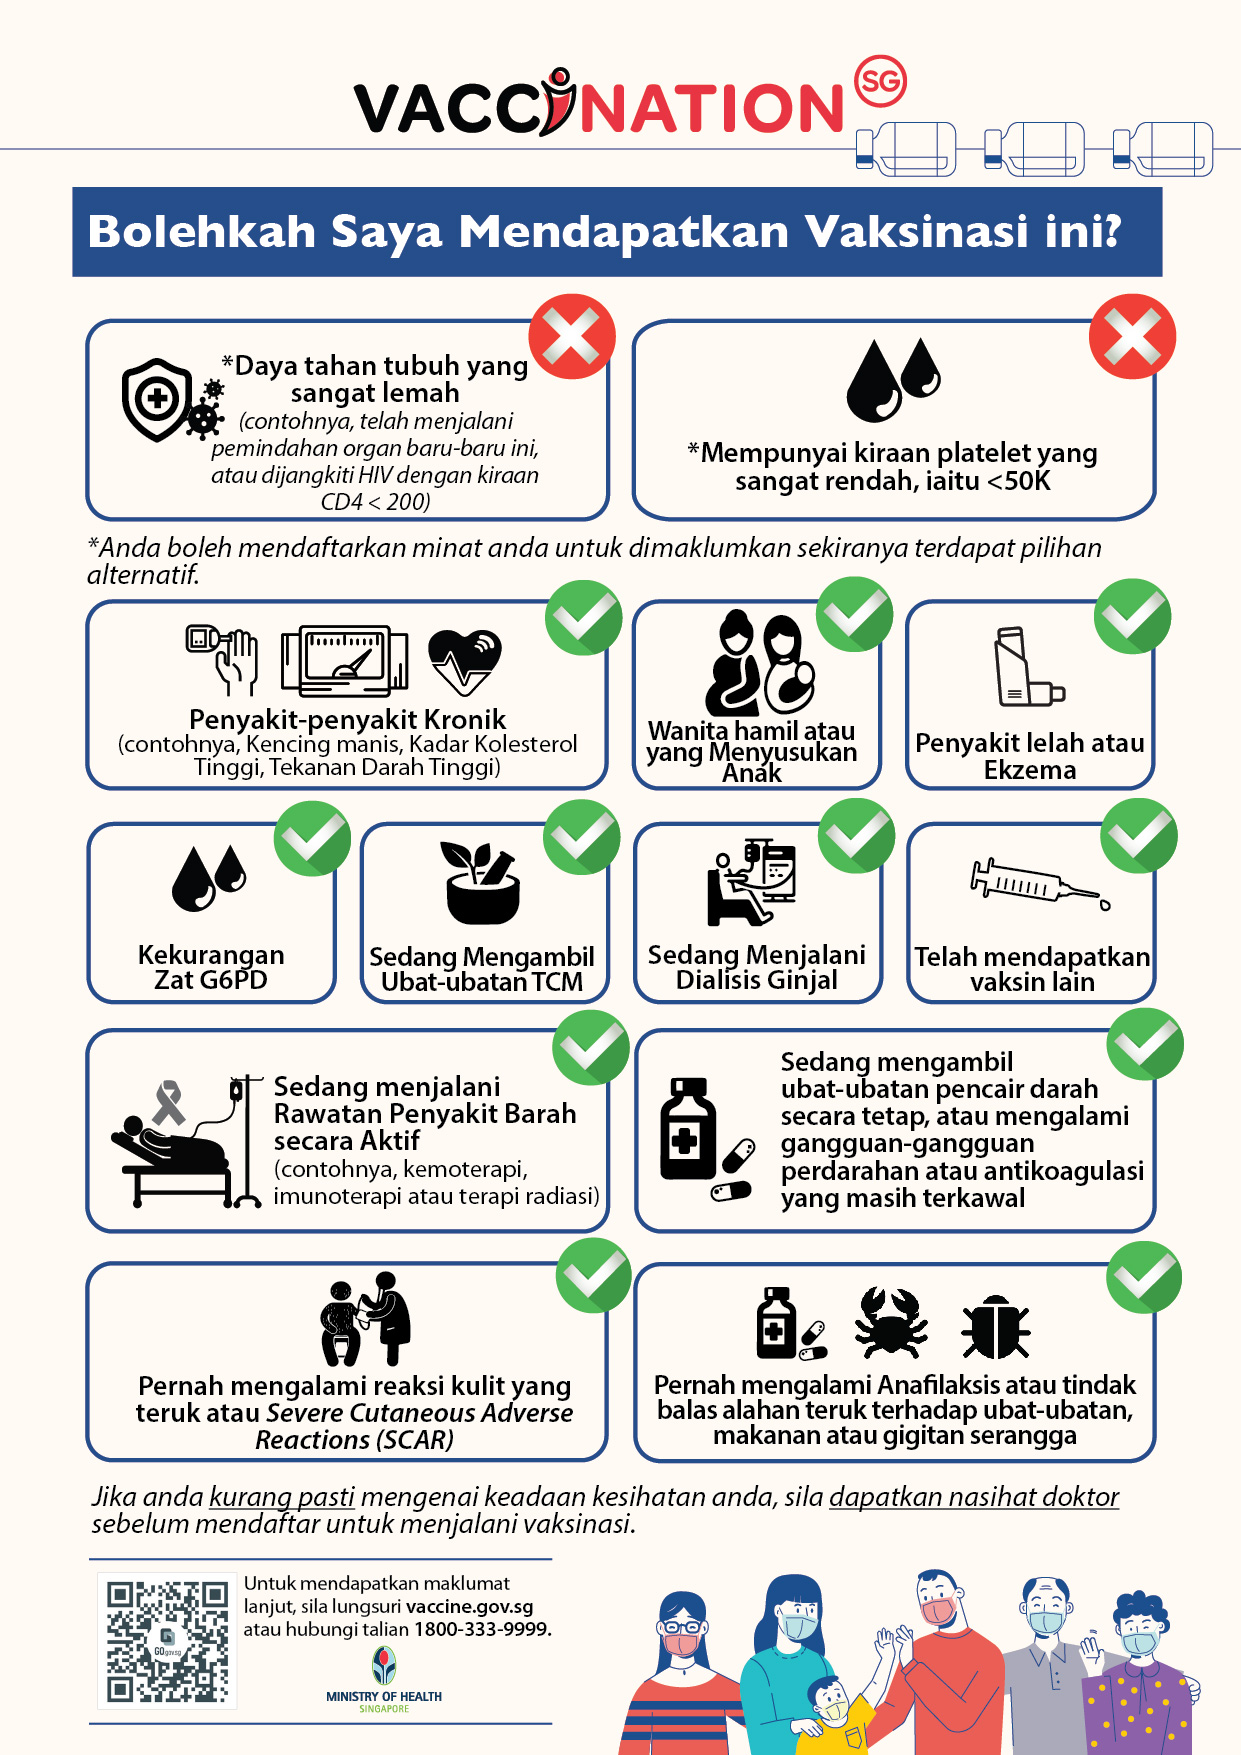 VACCINATION SG
Bolehkah Saya Mendapatkan Vaksinasi ini?
*Daya tahan tubuh yang
sangat lemah
(contohnya, telah menjalani
pemindahan organ baru-baru ini,
atau dijangkiti HIV dengan kiraan
CD4 < 200)
*Mempunyai kiraan platelet yang
sangat rendah, iaitu <50K
*Anda boleh mendaftarkan minat anda untuk dimaklumkan sekiranya terdapat pilihan
alternatif.
Penyakit-penyakit Kronik
(contohnya, Kencing manis, Kadar Kolesterol
Tinggi, Tekanan Darah Tinggi)
Wanita hamil atau
yang Menyusukan
Anak
Penyakit lelah atau
Ekzema
Kekurangan
Zat G6PD
Sedang Mengambil
Ubat-ubatan TCM
Sedang Menjalani
Dialisis Ginjal
Telah mendapatkan
vaksin lain
Sedang menjalani
Rawatan Penyakit Barah
secara Aktif
(contohnya, kemoterapi,
imunoterapi atau terapi radiasi)
Sedang mengambil
ubat-ubatan pencair darah
secara tetap, atau mengalami
gangguan-gangguan
perdarahan atau antikoagulasi
yang masih terkawal
Pernah mengalami reaksi kulit yang
teruk atau Severe Cutaneous Adverse
Reactions (SCAR)
Pernah mengalami Anafilaksis atau tindak
balas alahan teruk terhadap ubat-ubatan,
makanan atau gigitan serangga
Jika anda kurang pasti mengenai keadaan kesihatan anda, sila dapatkan nasihat doktor
sebelum mendaftar untuk menjalani vaksinasi.
GOgov.sg
Untuk mendapatkan maklumat
lanjut, sila lungsuri vaccine.gov.sg
atau hubungi talian 1800-333-9999.
MINISTRY OF HEALTH
SINGAPORE